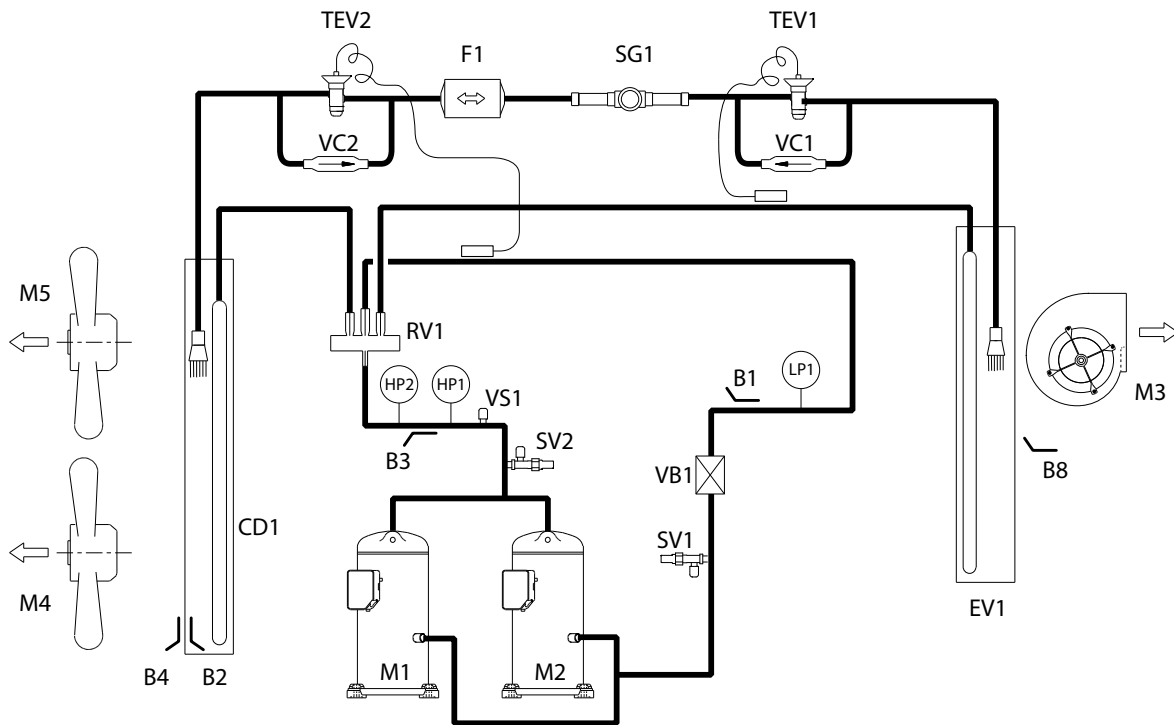 TEV2
F1
SG1
TEV1
VC2
VC1
M5
RV1
HP2
HP1
VS1
B1
LP1
M3
B3
SV2
VB1
B8
CD1
SV1
M4
EV1
B4
B2
M1
M2